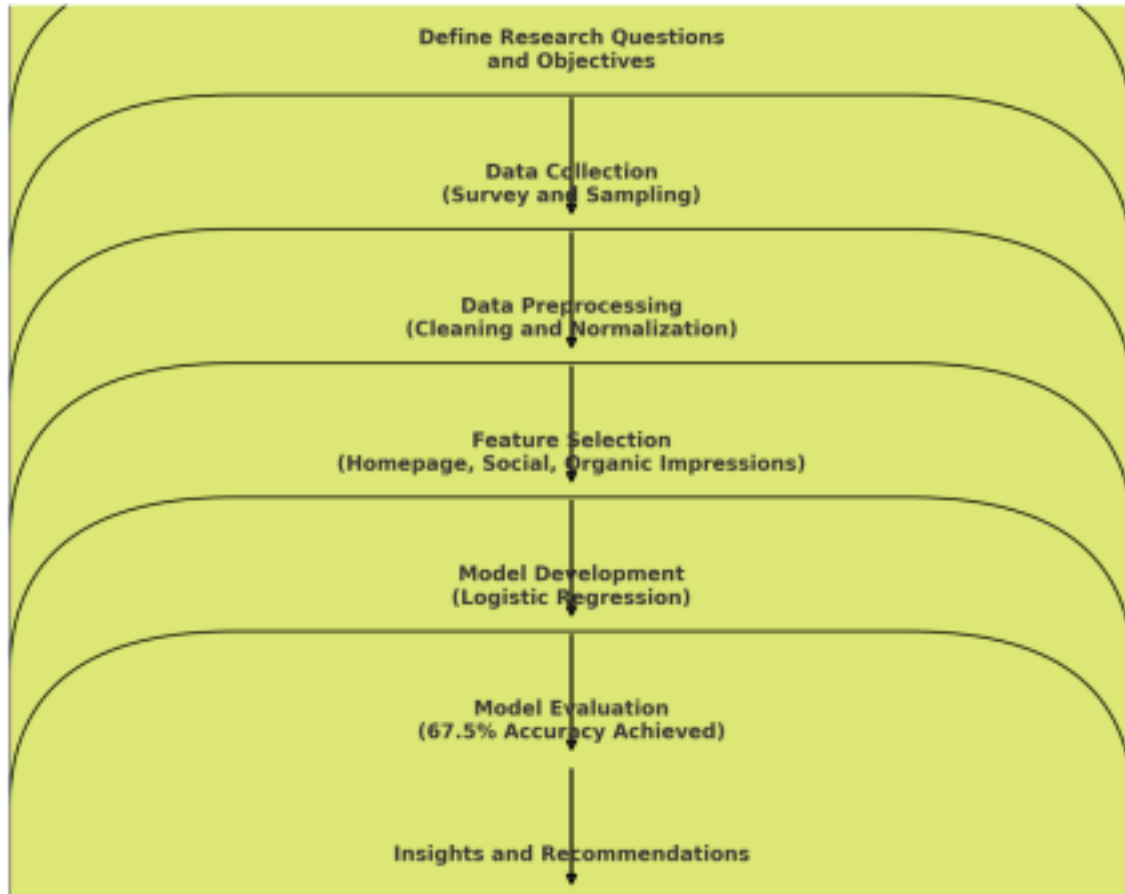 Define Research Questions
and Objectives
Data Collection
(Survey and Sampling)
Data Preprocessing
(Cleaning and Normalization)
Feature Selection
(Homepage, Social, Organic Impressions)
Model Development
(Logistic Regression)
Model Evaluation
(67.5% Accuracy Achieved)
Insights and Recommendations